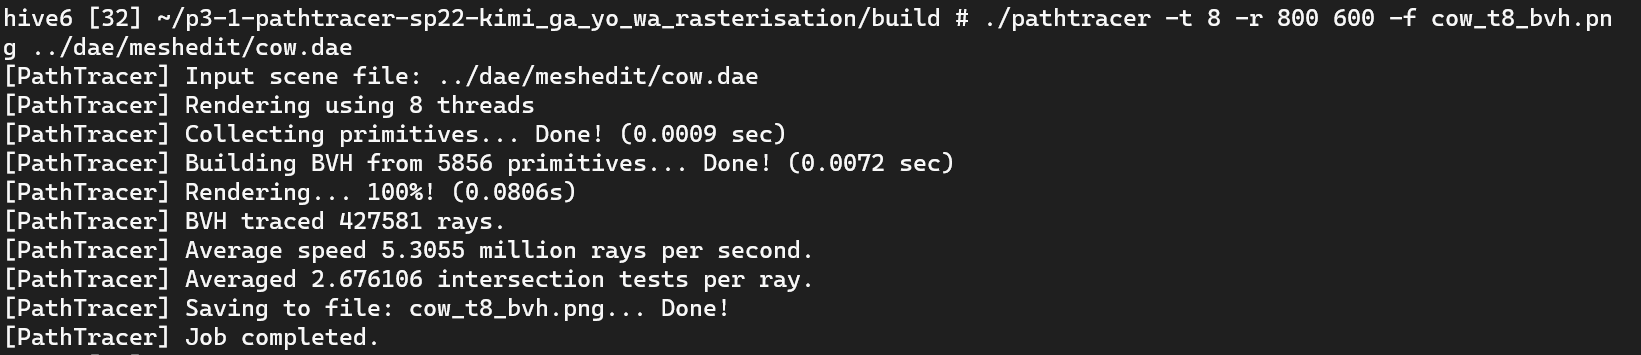 hive6 [32] ~/p3-1-pathtracer-sp22-kimi_ga_yo_wa_rasterisation/build # ./pathtracer -t 8 -r 800 600 -f cow_t8_bvh.pn
g ../dae/meshedit/cow.dae
[PathTracer] Input scene file: ../dae/meshedit/cow.dae
[PathTracer] Rendering using 8 threads
[PathTracer] Collecting primitives... Done! (0.0009 sec)
[PathTracer] Building BVH from 5856 primitives... Done! (0.0072 sec)
[PathTracer] Rendering... 100%! (0.0806s)
[PathTracer] BVH traced 427581 rays.
[PathTracer] Average speed 5.3055 million rays per second.
[PathTracer] Averaged 2.676106 intersection tests per ray.
[PathTracer] Saving to file: cow_t8_bvh.png... Done!
[PathTracer] Job completed.